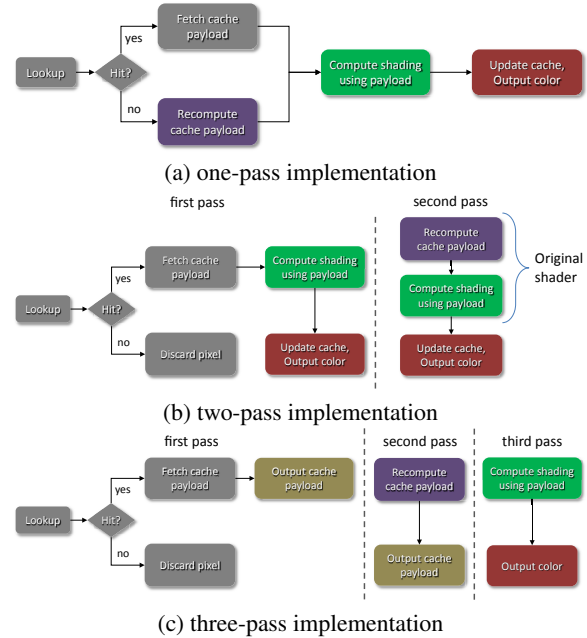 Fetch cache
payload
yes
Lookup
Hit?
Compute shading
using payload
Update cache,
Output color
no
Recompute
cache payload
(a) one-pass implementation
first pass
second pass
Recompute
cache payload
Original
shader
Fetch cache
payload
Compute shading
using payload
Compute shading
using payload
yes
Lookup
Hit?
no
Discard pixel
Update cache,
Output color
Update cache,
Output color
(b) two-pass implementation
first pass
second pass
third pass
Fetch cache
payload
Output cache
payload
Recompute
cache payload
Compute shading
using payload
yes
Lookup
Hit?
no
Discard pixel
Output cache
payload
Output color
(c) three-pass implementation